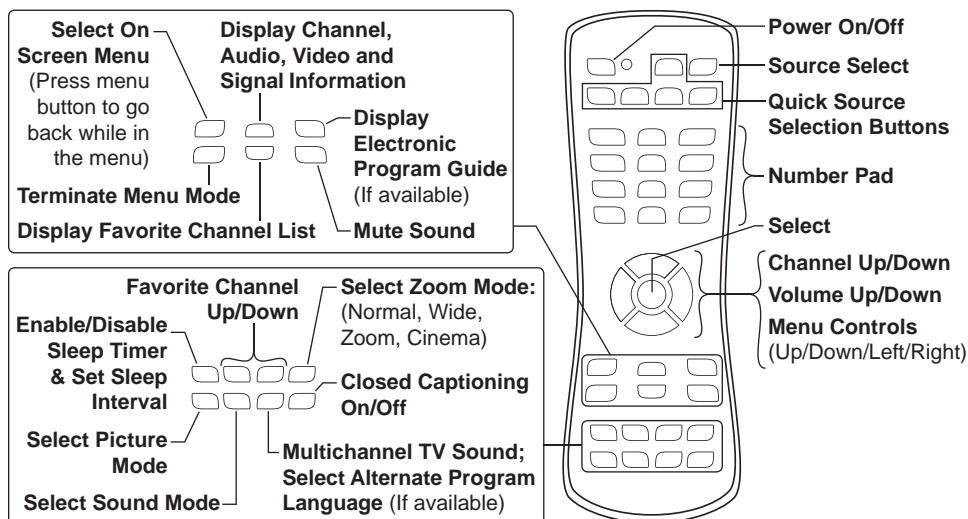 Select On
Screen Menu
(Press menu
button to go
back while in
the menu)
Terminate Menu Mode
Display Favorite Channel List
Display Channel,
Audio, Video and
Signal Information
Display
Electronic
Program Guide
(If available)
Mute Sound
Favorite Channel
Up/Down
Enable/Disable
Sleep Timer
& Set Sleep
Interval
Select Picture
Mode
Select Sound Mode
Select Zoom Mode:
(Normal, Wide,
Zoom, Cinema)
Closed Captioning
On/Off
Multichannel TV Sound;
Select Alternate Program
Language (If available)
Power On/Off
Source Select
Quick Source
Selection Buttons
Number Pad
Select
Channel Up/Down
Volume Up/Down
Menu Controls
(Up/Down/Left/Right)